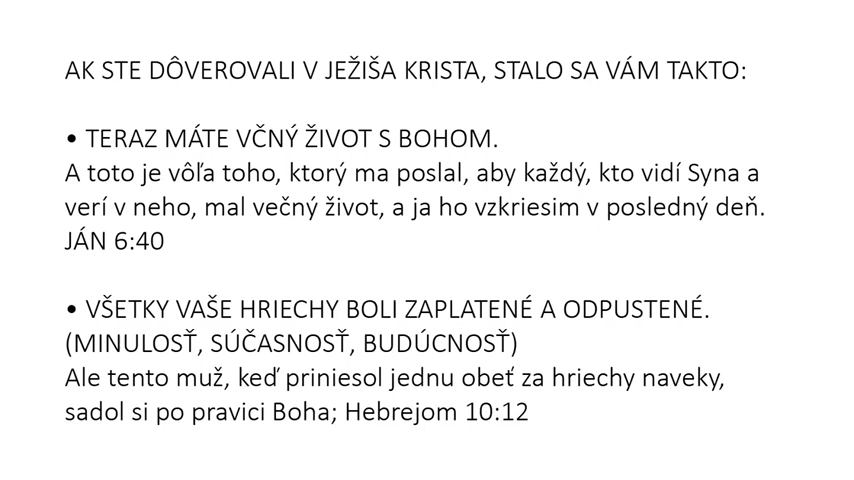 AK STE DÔVEROVALI V JEŽIŠA KRISTA, STALO SA VÁM TAKTO:
• TERAZ MÁTE VČNÝ ŽIVOT S BOHOM.
A toto je vôľa toho, ktorý ma poslal, aby každý, kto vidí Syna a
verí v neho, mal večný život, a ja ho vzkriesim v posledný deň.
JÁN 6:40
• VŠETKY VAŠE HRIECHY BOLI ZAPLATENÉ A ODPUSTENÉ.
(MINULOSŤ, SÚČASNOSŤ, BUDÚCNOSŤ)
Ale tento muž, keď priniesol jednu obeť za hriechy naveky,
sadol si po pravici Boha; Hebrejom 10:12